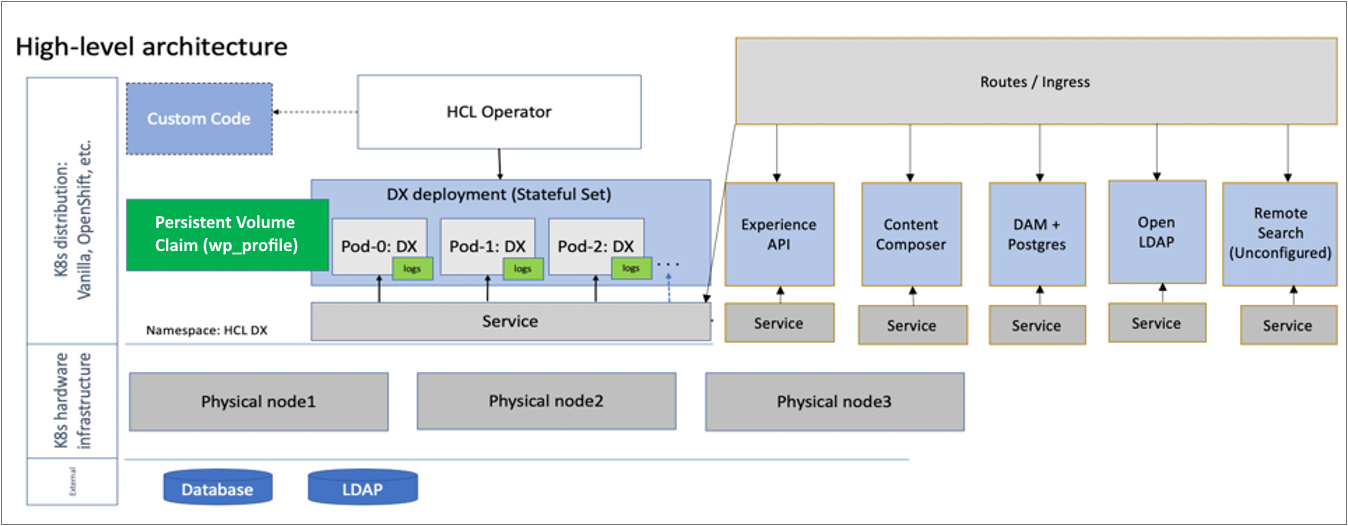 High-level architecture
K8s distribution:
Vanilla, OpenShift, etc.
Custom Code
HCL Operator
Routes / Ingress
DX deployment (Stateful Set)
Persistent Volume
Claim (wp_profile)
Pod-0: DX
logs
Pod-1: DX
logs
Pod-2: DX
logs
. . .
Experience
API
Content
Composer
DAM +
Postgres
Open
LDAP
Remote
Search
(Unconfigured)
Namespace: HCL DX
Service
Service
Service
Service
Service
Service
K8s hardware
infrastructure
Physical node1
Physical node2
Physical node3
External
Database
LDAP